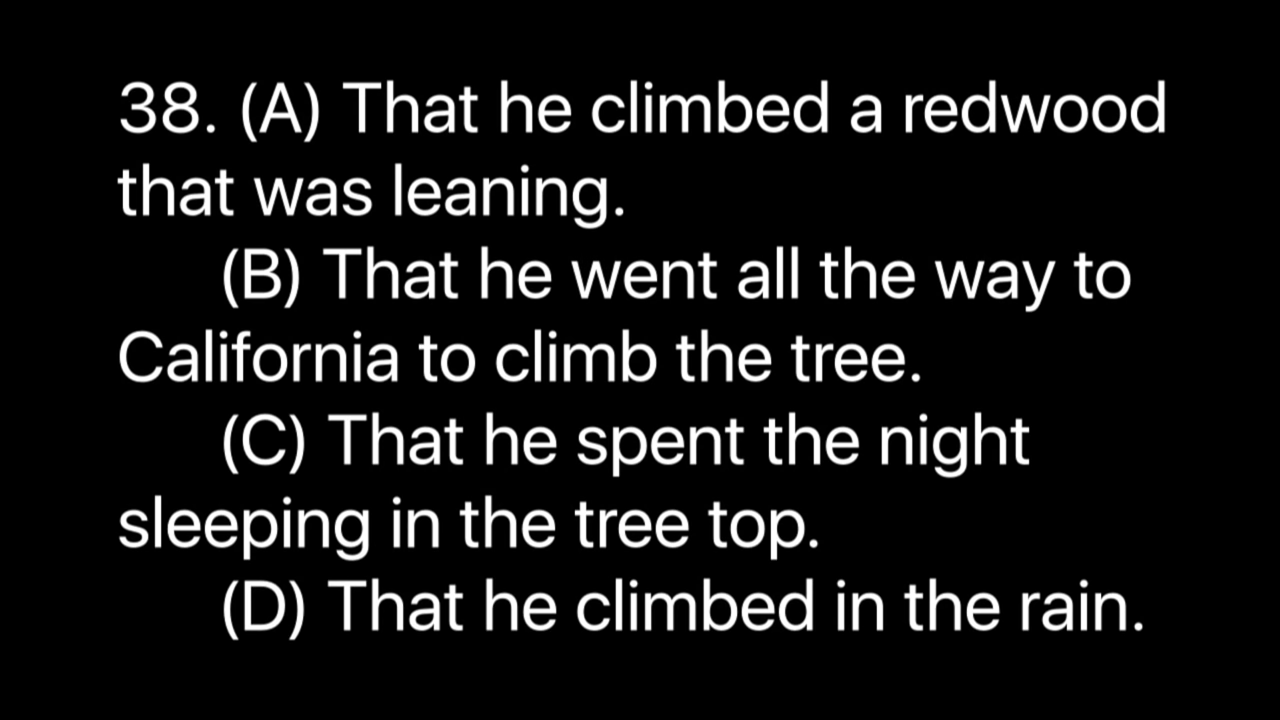 38. (A) That he climbed a redwood
that was leaning.
(B) That he went all the way to
California to climb the tree.
(C) That he spent the night
sleeping in the tree top.
(D) That he climbed in the rain.